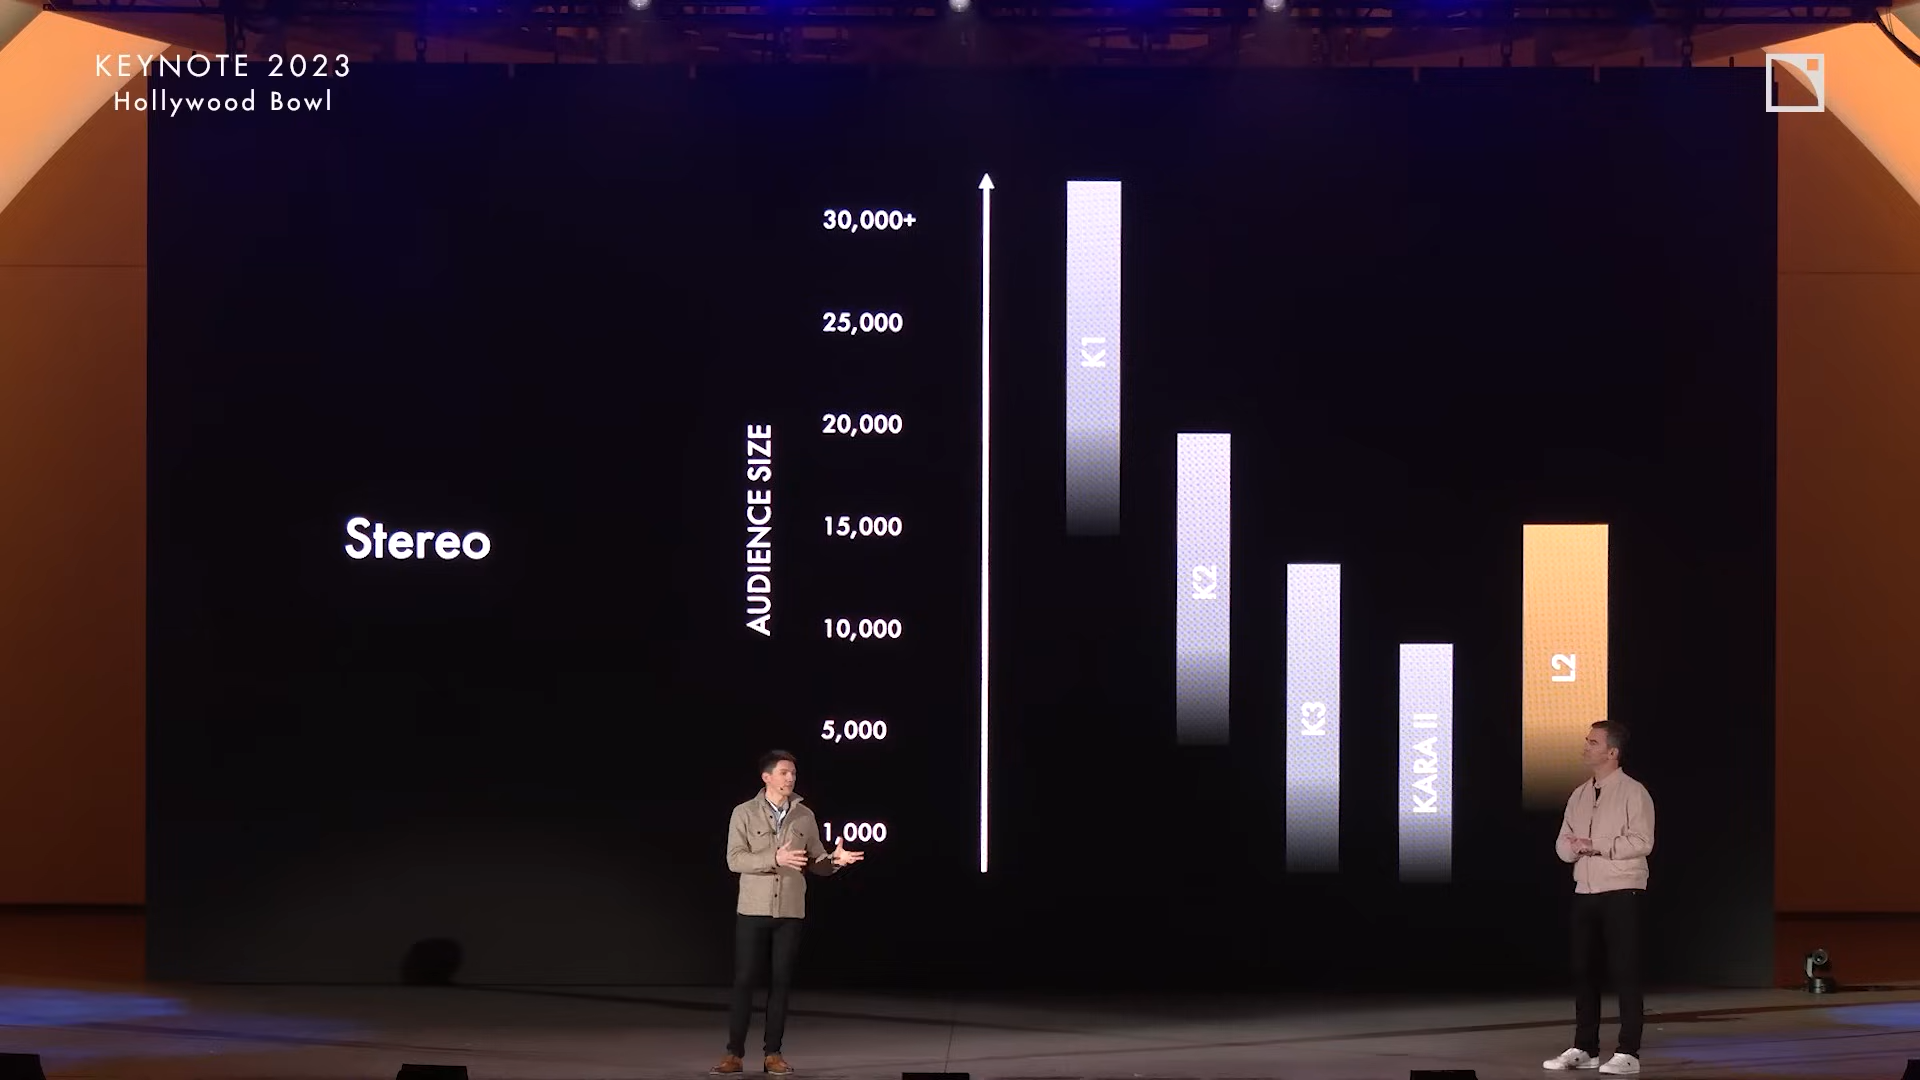 KEYNOTE 2023
Hollywood Bowl
Stereo
AUDIENCE SIZE
30,000+
25,000
20,000
15,000
10,000
5,000
1,000
K1
K2
K3
KARA II
L2